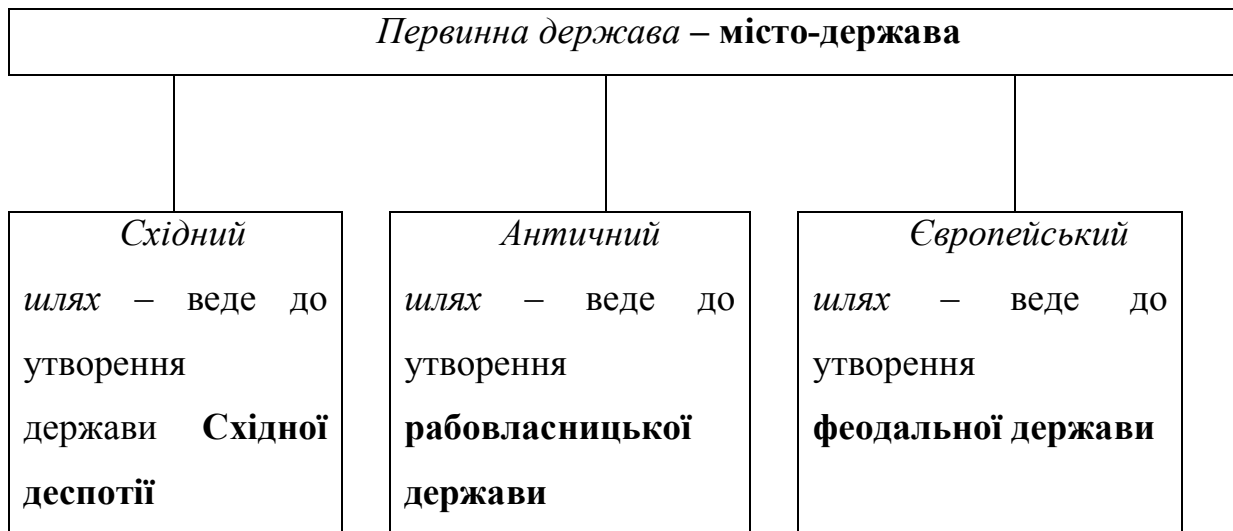 Первинна держава – місто-держава
Східний
шлях – веде до
утворення
держави Східної
деспотії
Античний
шлях – веде до
утворення
рабовласницької
держави
Європейський
шлях – веде до
утворення
феодальної держави